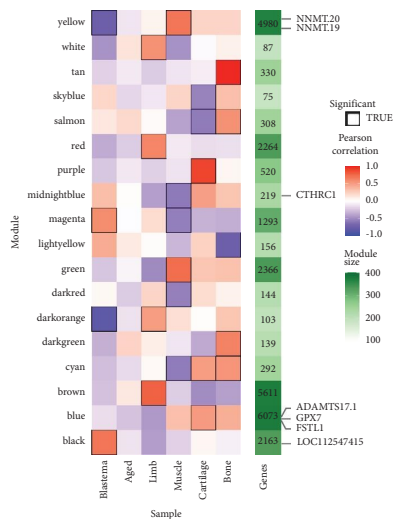 yellow 4980 NNMT.20
NNMT.19
white 87
tan 330
skyblue 75
salmon 308
red 2264
purple 520
midnightblue 219 CTHRC1
magenta 1293
lightyellow 156
green 2366
darkred 144
darkorange 103
darkgreen 139
cyan 292
brown 5611
blue 6073 ADAMTS17.1
GPX7
FSTL1
black 2163 LOC112547415
Module
Blastema Aged Limb Muscle Cartilage Bone Genes
Sample
Significant
TRUE
Pearson
correlation
1.0
0.5
0.0
-0.5
-1.0
Module
size
400
300
200
100